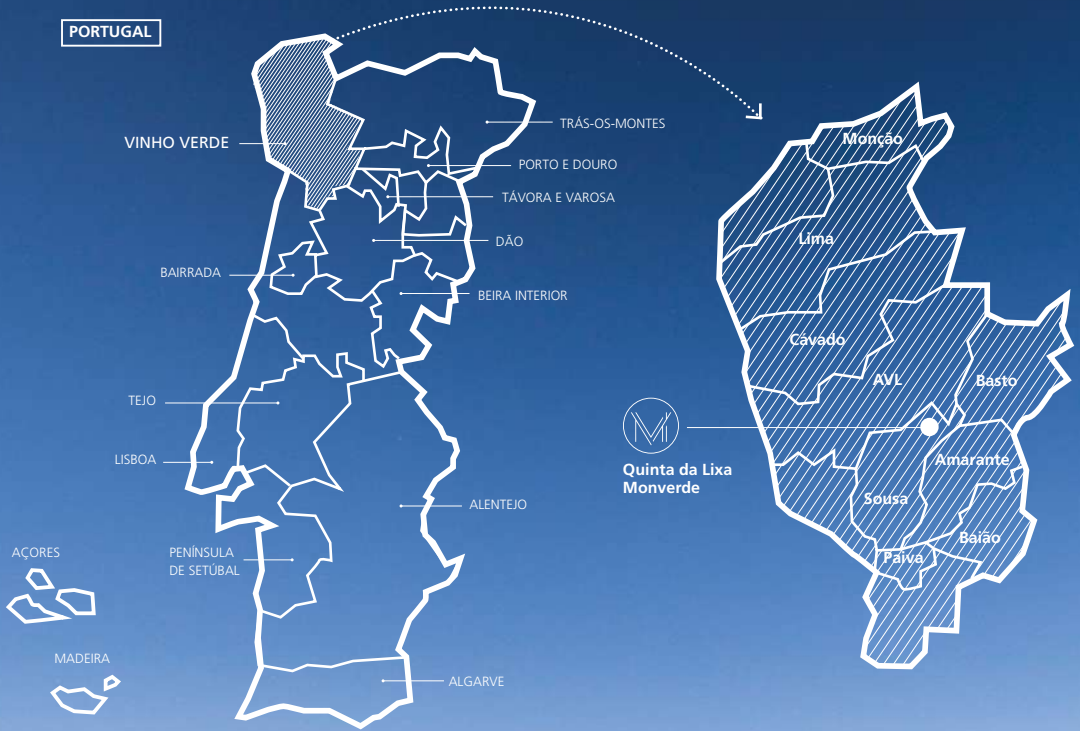 PORTUGAL
VINHO VERDE
TRÁS-OS-MONTES
PORTO E DOURO
TÁVORA E VAROSA
DÃO
BAIRRADA
BEIRA INTERIOR
TEJO
LISBOA
ALENTEJO
PENÍNSULA
DE SETÚBAL
AÇORES
MADEIRA
ALGARVE
Monção
Lima
Cávado
AVL
Basto
Quinta da Lixa
Monverde
Amarante
Sousa
Baião
Paiva